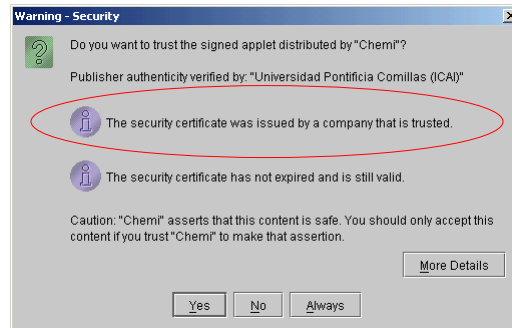 Warning - Security
Do you want to trust the signed applet distributed by "Chemi"?
Publisher authenticity verified by: "Universidad Pontificia Comillas (ICAI)"
The security certificate was issued by a company that is trusted.
The security certificate has not expired and is still valid.
Caution: "Chemi" asserts that this content is safe. You should only accept this
content if you trust "Chemi" to make that assertion.
More Details
Yes No Always